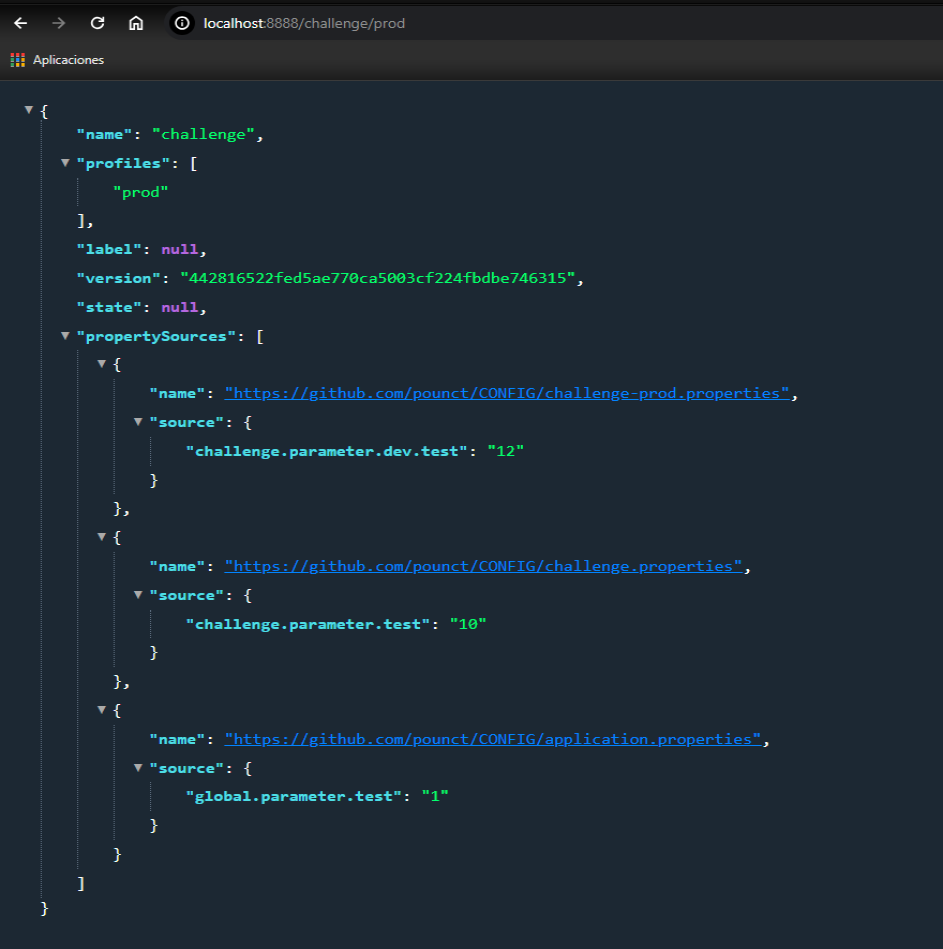 localhost:8888/challenge/prod
Aplicaciones
{
"name": "challenge",
"profiles": [
"prod"
],
"label": null,
"version": "442816522fed5ae770ca5003cf224fbdbe746315",
"state": null,
"propertySources": [
{
"name": "https://github.com/pounct/CONFIG/challenge-prod.properties",
"source": {
"challenge.parameter.dev.test": "12"
}
},
{
"name": "https://github.com/pounct/CONFIG/challenge.properties",
"source": {
"challenge.parameter.test": "10"
}
},
{
"name": "https://github.com/pounct/CONFIG/application.properties",
"source": {
"global.parameter.test": "1"
}
}
]
}